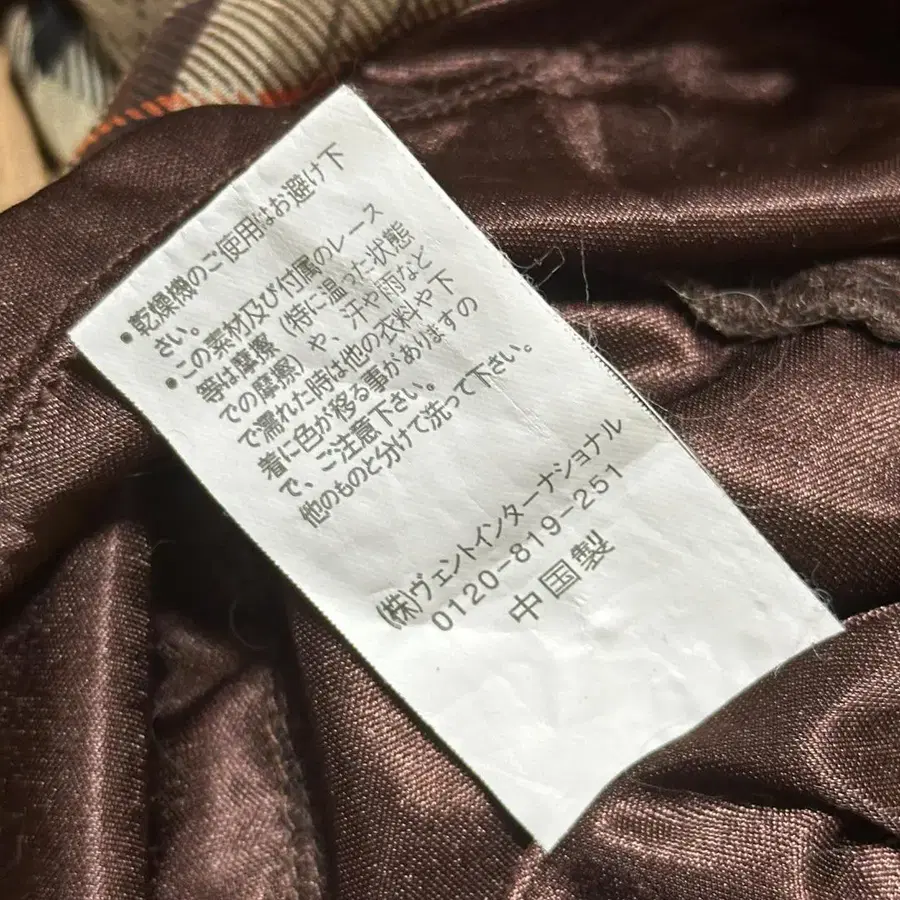 •乾燥機のご使用はお避け下
さい。
•この素材及び付属のレース
等は摩擦（特に湿った状態
での摩擦）や、汗や雨など
で濡れた時は他の衣料や下
着に色が移る事がありますの
で、ご注意下さい。
他のものと分けて洗って下さい。
(株)ヴェントインターナショナル
0120-819-251
中国製